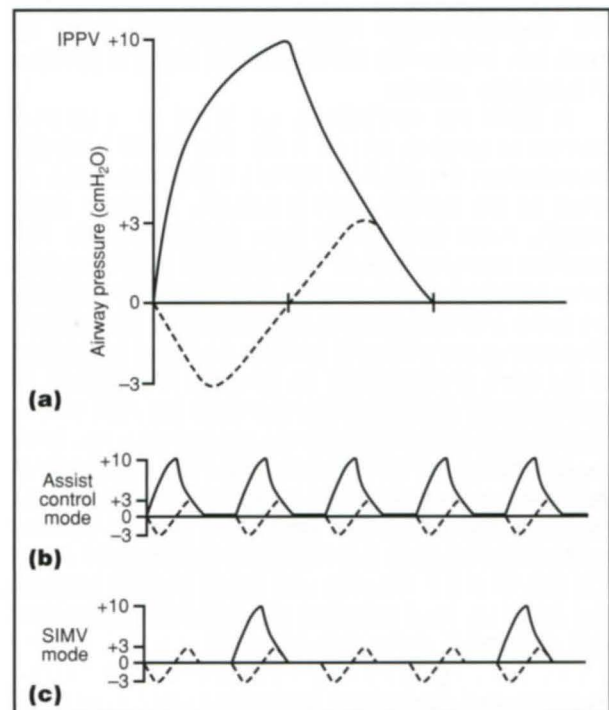 IPPV +10
Airway pressure (cmH₂O)
+3
0
−3
(a)
Assist control mode
+10
+3
0
−3
(b)
SIMV mode
+10
+3
0
−3
(c)